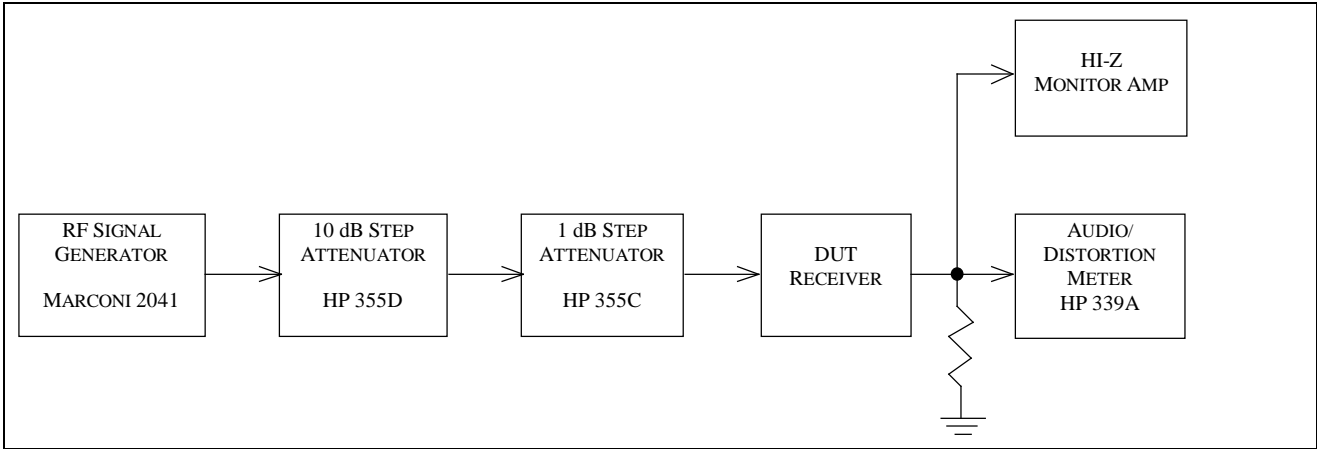 HI-Z
MONITOR AMP
RF SIGNAL
GENERATOR
MARCONI 2041
10 dB STEP
ATTENUATOR
HP 355D
1 dB STEP
ATTENUATOR
HP 355C
DUT
RECEIVER
AUDIO/
DISTORTION
METER
HP 339A